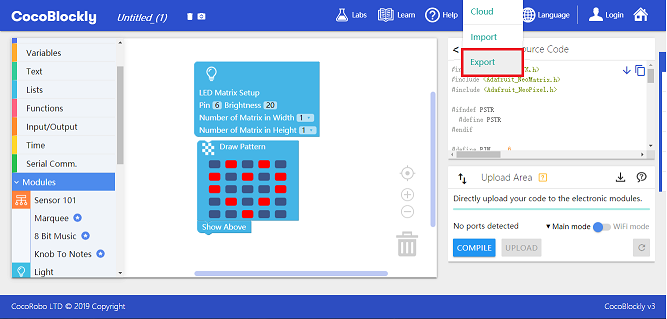 CocoBlockly
Untitled_(1)
Labs
Learn
Help
Cloud
Import
Export
Language
Login
Variables
Text
Lists
Functions
Input/Output
Time
Serial Comm.
Modules
Sensor 101
Marquee
8 Bit Music
Knob To Notes
Light
LED Matrix Setup
Pin 6 Brightness 20
Number of Matrix in Width 1
Number of Matrix in Height 1
Draw Pattern
Show Above
Source Code
#include <Adafruit_NeoMatrix.h>
#include <Adafruit_NeoPixel.h>
#ifndef PSTR
#define PSTR
#endif
Upload Area
Directly upload your code to the electronic modules.
No ports detected
Main mode
WiFi mode
COMPILE
UPLOAD
CocoRobo LTD © 2019 Copyright
CocoBlockly v3